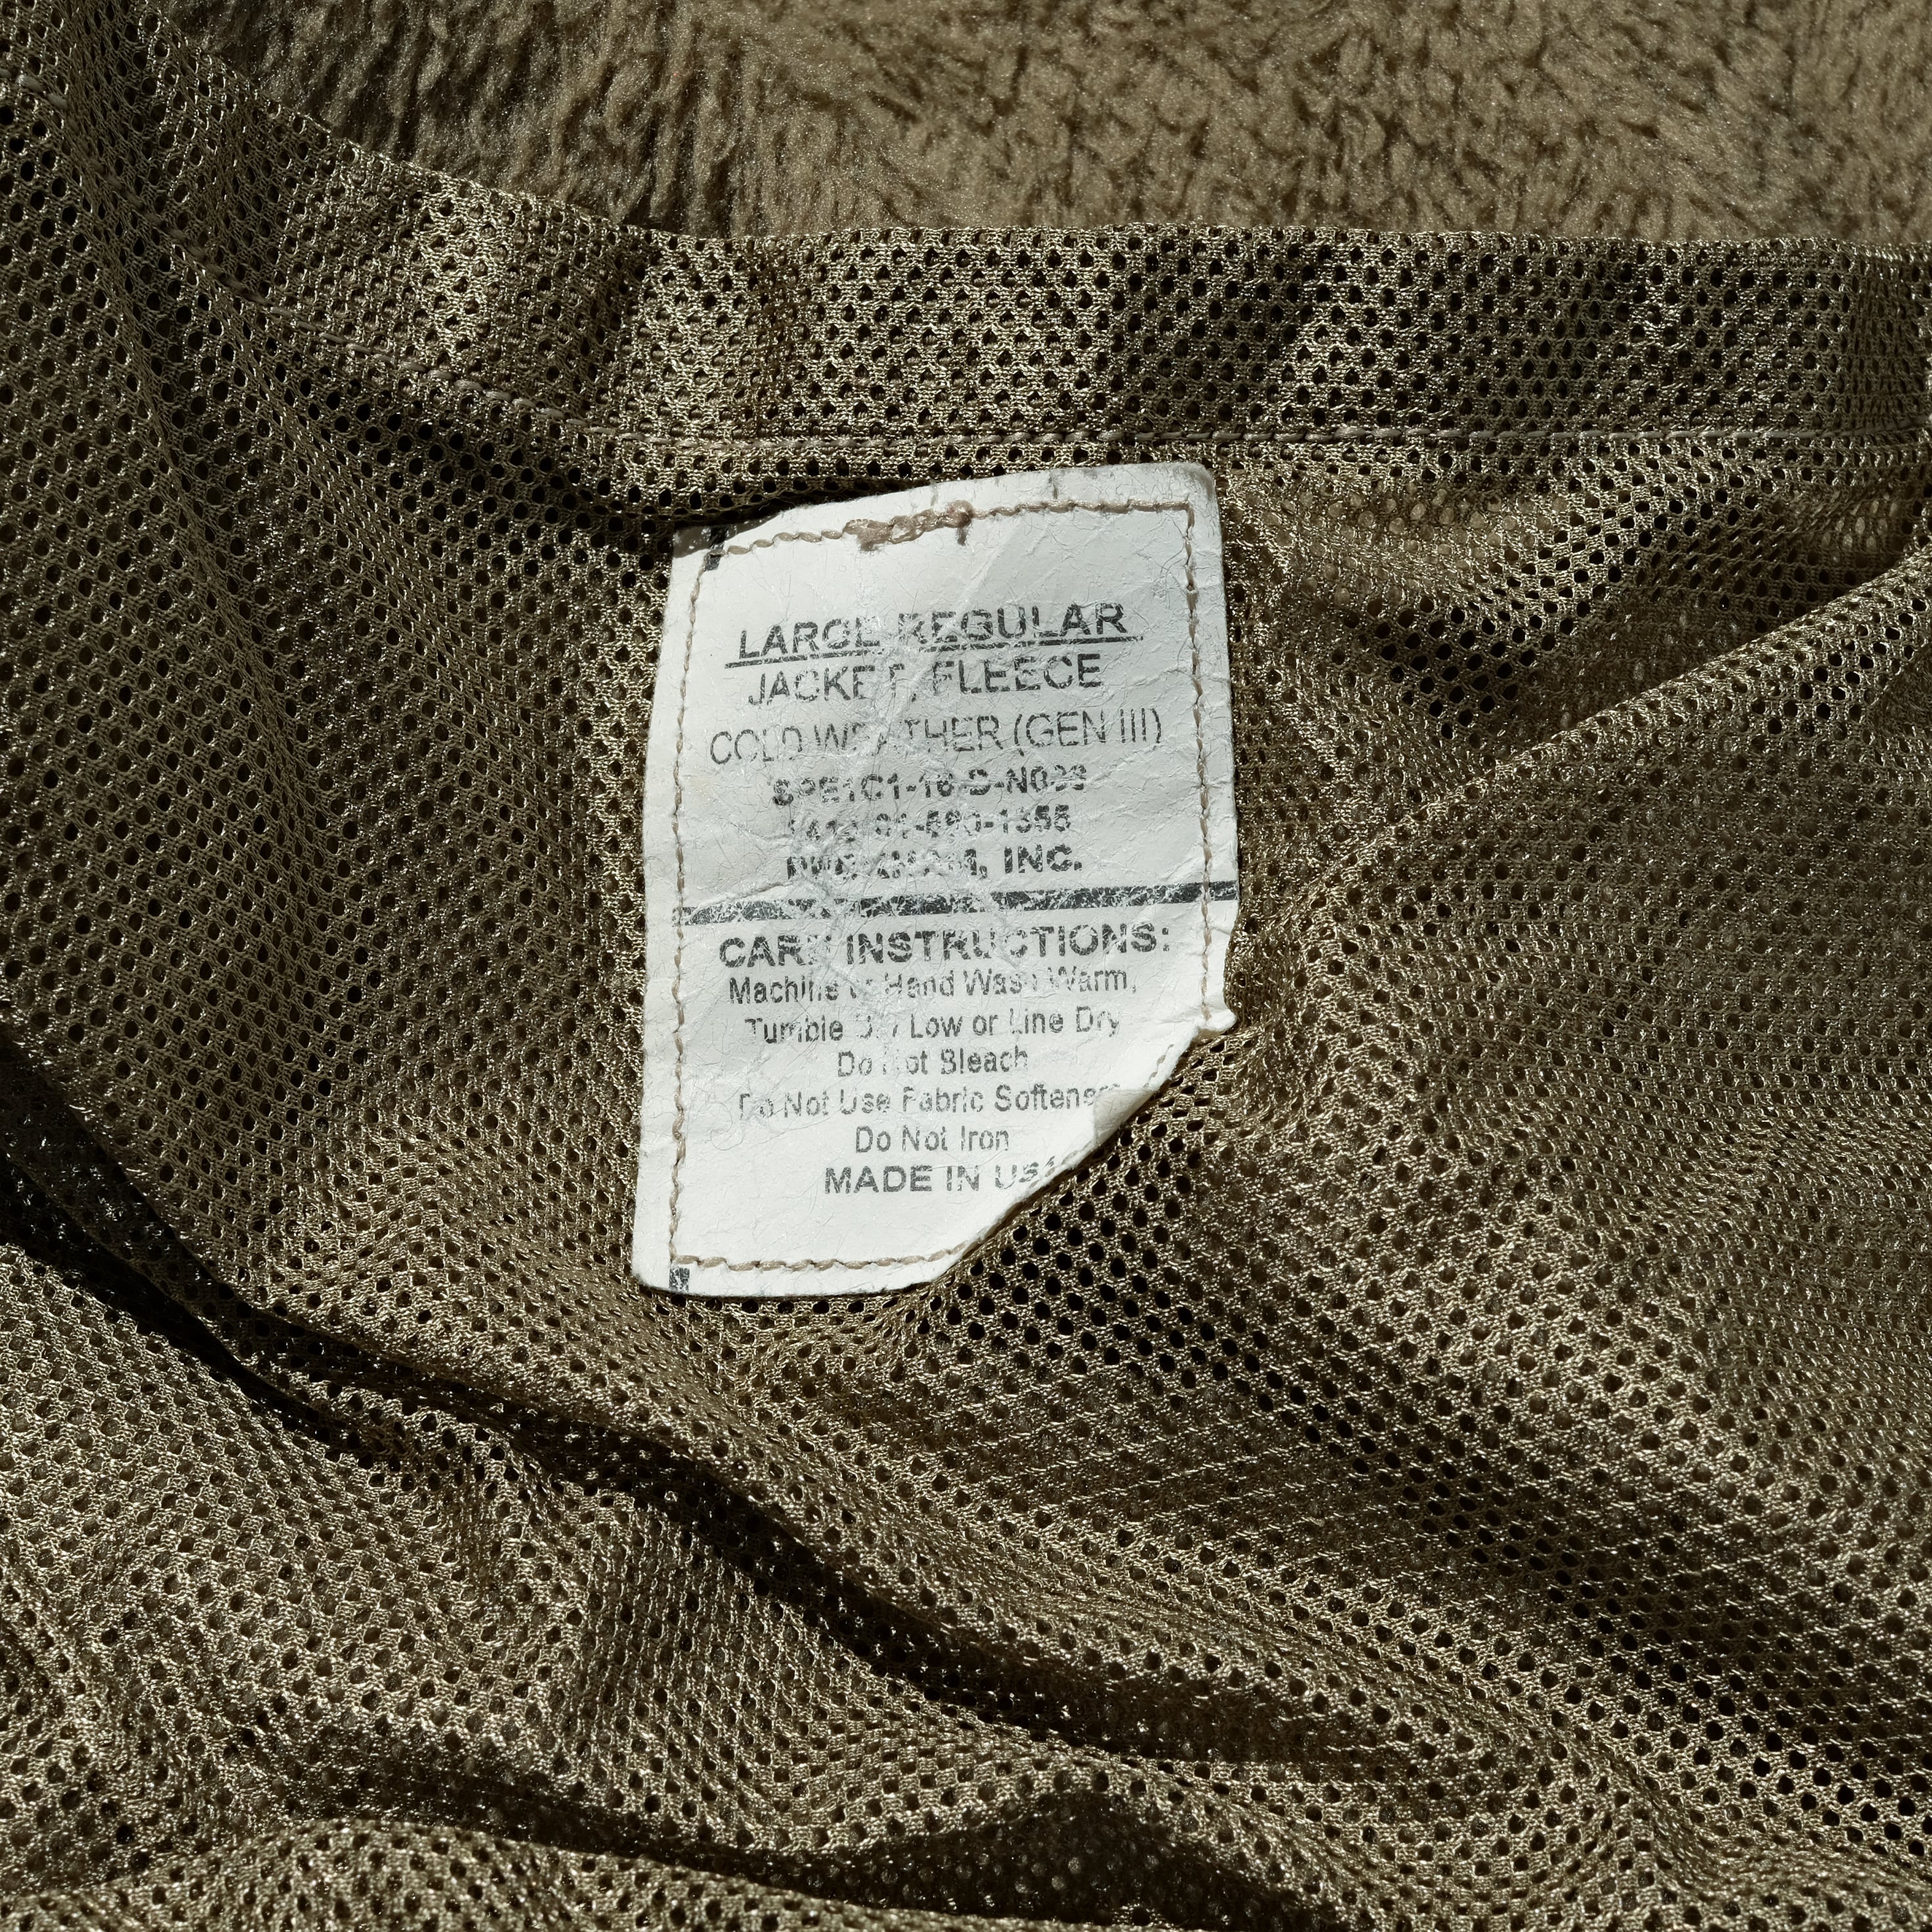 LARGE REGULAR
JACKET, FLEECE
COLD WEATHER (GEN III)
INC.
CARE INSTRUCTIONS:
Machine or Hand Wash Warm,
Tumble Dry Low or Line Dry
Do Not Bleach
Do Not Use Fabric Softeners
Do Not Iron
MADE IN USA